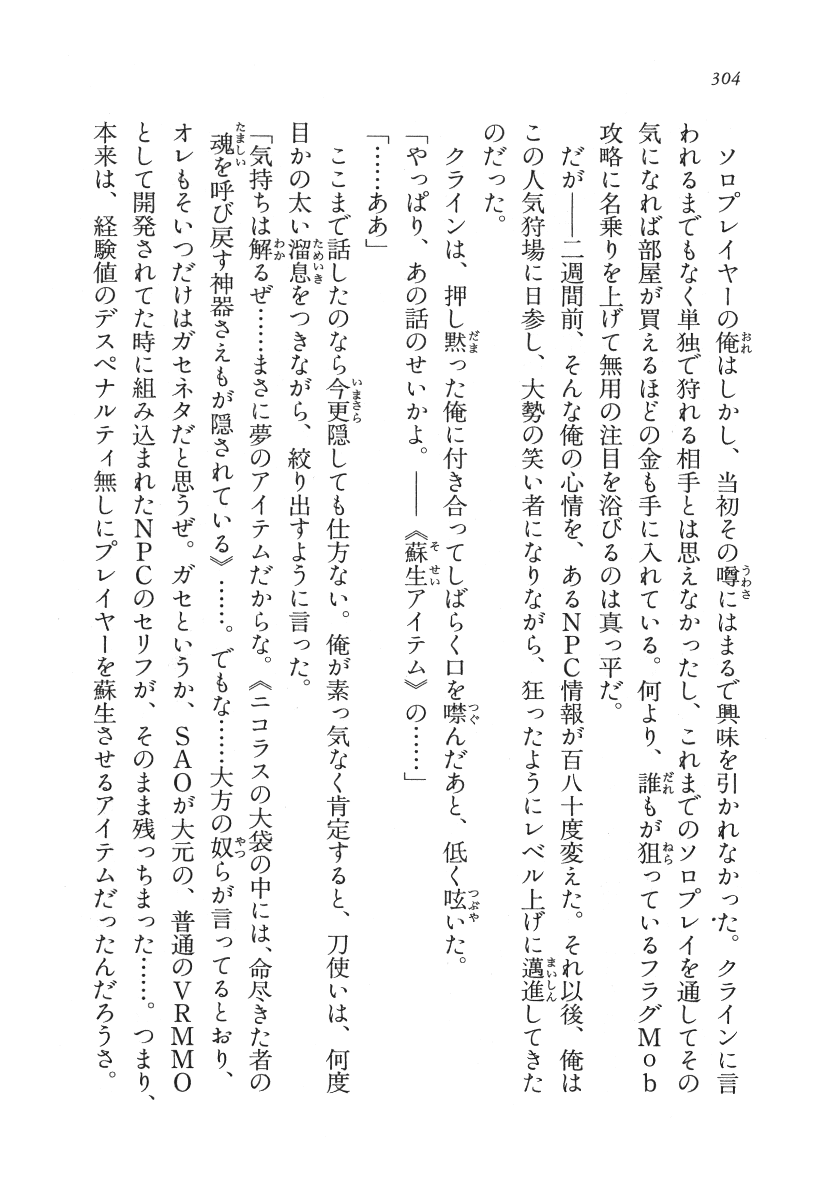 304
ソロプレイヤーの俺はしかし、当初その噂にはまるで興味を引かれなかった。クラインに言
われるまでもなく単独で狩れる相手とは思えなかったし、これまでのソロプレイを通してその
気になれば部屋が買えるほどの金も手に入れている。何より、誰もが狙っているフラグMob
攻略に名乗りを上げて無用の注目を浴びるのは真っ平だ。
だが――二週間前、そんな俺の心情を、あるNPC情報が百八十度変えた。それ以後、俺は
この人気狩場に日参し、大勢の笑い者になりながら、狂ったようにレベル上げに邁進してきた
のだった。
クラインは、押し黙った俺に付き合ってしばらく口を噤んだあと、低く呟いた。
「やっぱり、あの話のせいかよ。――《蘇生アイテム》の……」
「……ああ」
ここまで話したのなら今更隠しても仕方ない。俺が素っ気なく肯定すると、刀使いは、何度
目かの太い溜息をつきながら、絞り出すように言った。
「気持ちは解るぜ……まさに夢のアイテムだからな。《ニコラスの大袋の中には、命尽きた者の
魂を呼び戻す神器さえもが隠されている》……。でもな……大方の奴らが言ってるとおり、
オレもそいつだけはガセネタだと思うぜ。ガセというか、SAOが大元の、普通のVRMMO
として開発されてた時に組み込まれたNPCのセリフが、そのまま残っちまった……。つまり、
本来は、経験値のデスペナルティ無しにプレイヤーを蘇生させるアイテムだったんだろうさ。